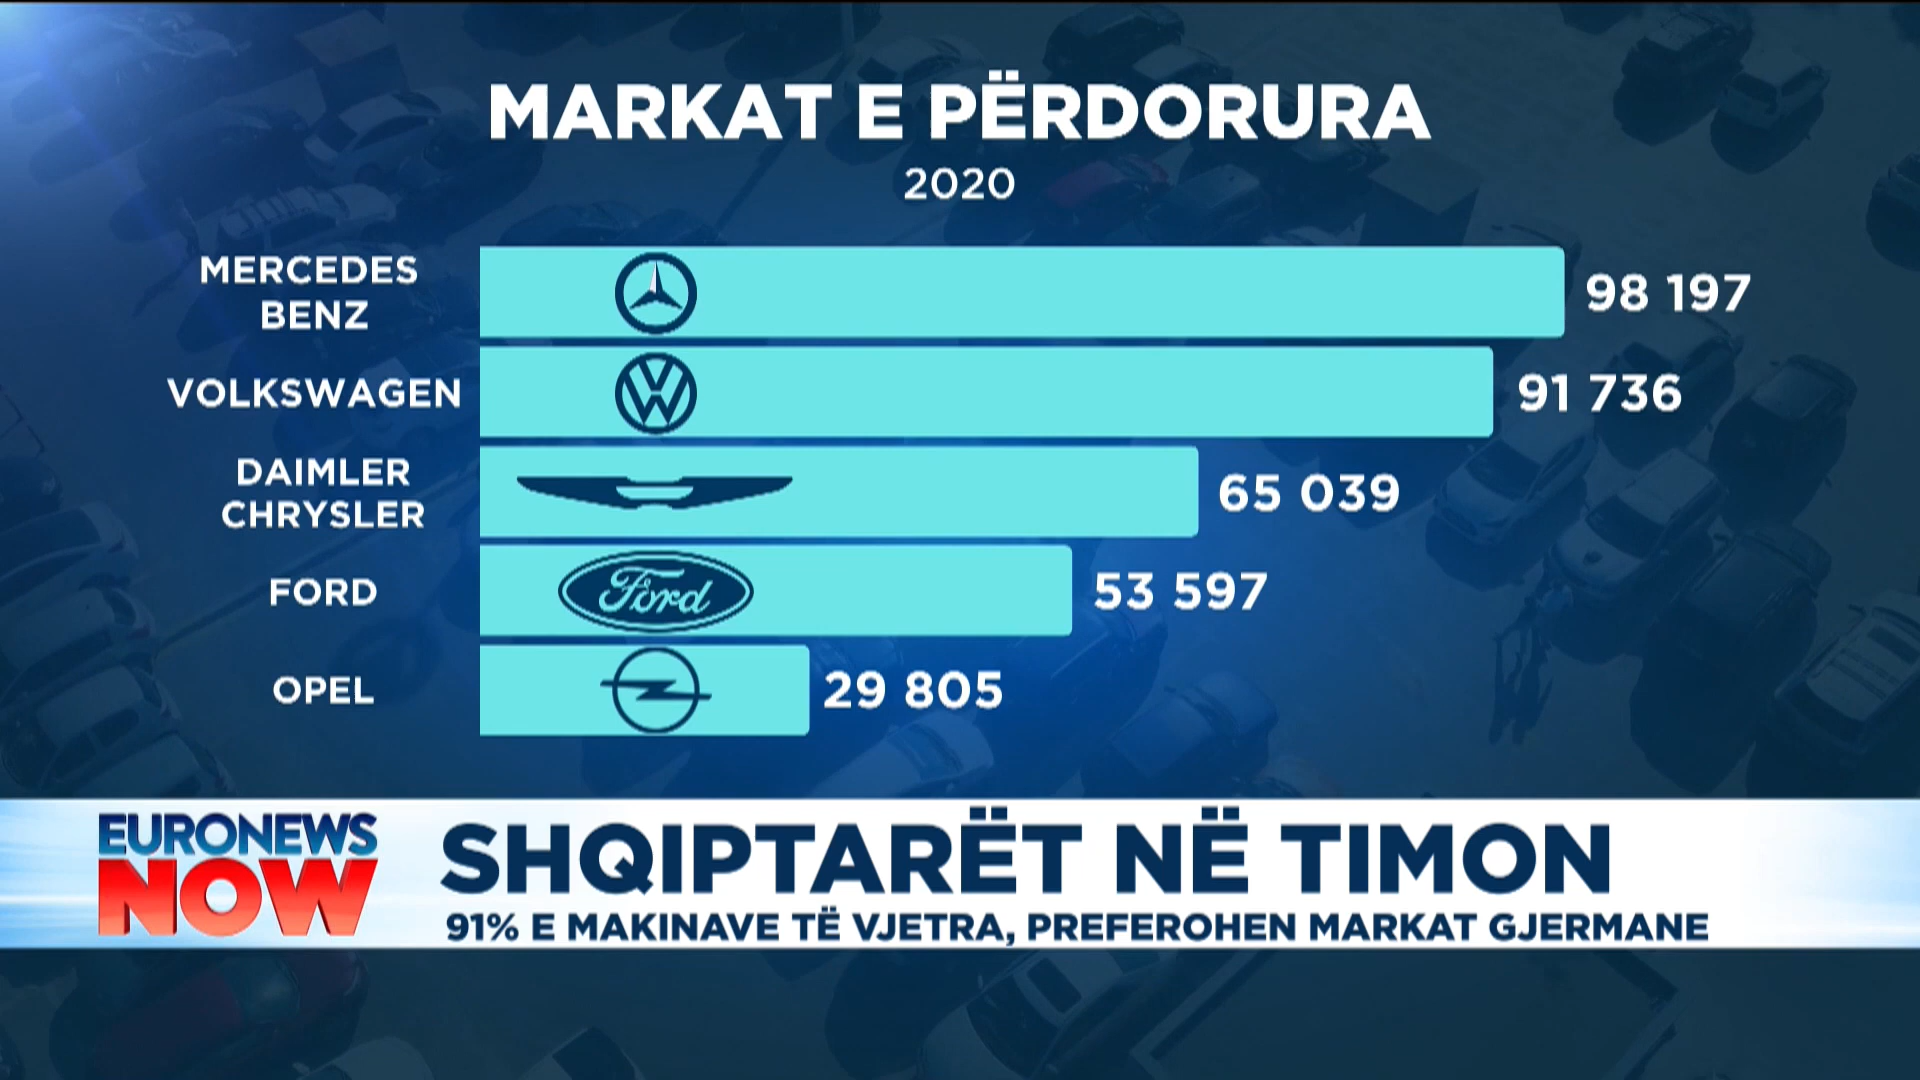 MARKAT E PËRDORURA
2020
MERCEDES
BENZ
98 197
VOLKSWAGEN
91 736
DAIMLER
CHRYSLER
65 039
FORD
Ford
53 597
OPEL
29 805
EURONEWS
NOW
SHQIPTARËT NË TIMON
91% E MAKINAVE TË VJETRA, PREFEROHEN MARKAT GJERMANE